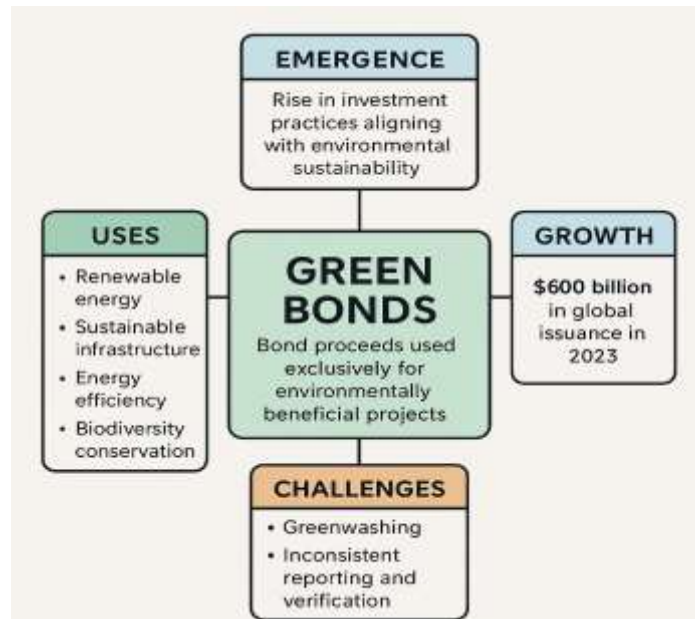 EMERGENCE
Rise in investment
practices aligning
with environmental
sustainability
USES
• Renewable
energy
• Sustainable
infrastructure
• Energy
efficiency
• Biodiversity
conservation
GREEN
BONDS
Bond proceeds used
exclusively for
environmentally
beneficial projects
GROWTH
$600 billion
in global
issuance in
2023
CHALLENGES
• Greenwashing
• Inconsistent
reporting and
verification